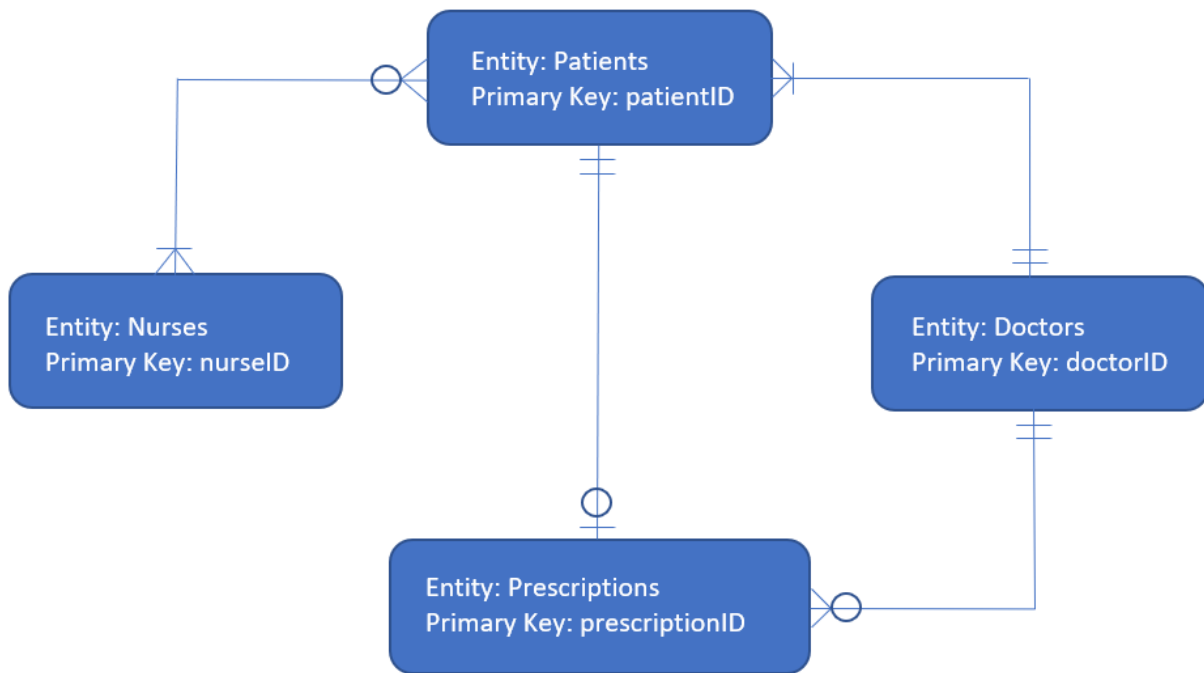 Entity: Patients
Primary Key: patientID
Entity: Nurses
Primary Key: nurseID
Entity: Doctors
Primary Key: doctorID
Entity: Prescriptions
Primary Key: prescriptionID